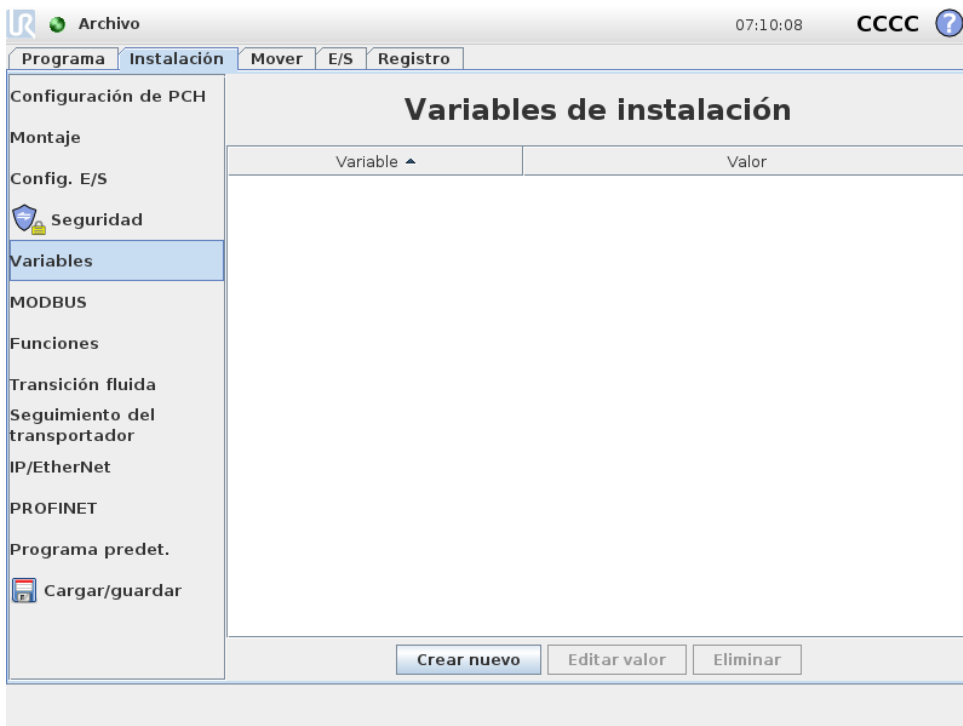 UR Archivo 07:10:08 CCCC ?
Programa Instalación Mover E/S Registro
Configuración de PCH
Montaje
Config. E/S
Seguridad
Variables
MODBUS
Funciones
Transición fluida
Seguimiento del
transportador
IP/EtherNet
PROFINET
Programa predet.
Cargar/guardar
Variables de instalación
Variable Valor
Crear nuevo Editar valor Eliminar